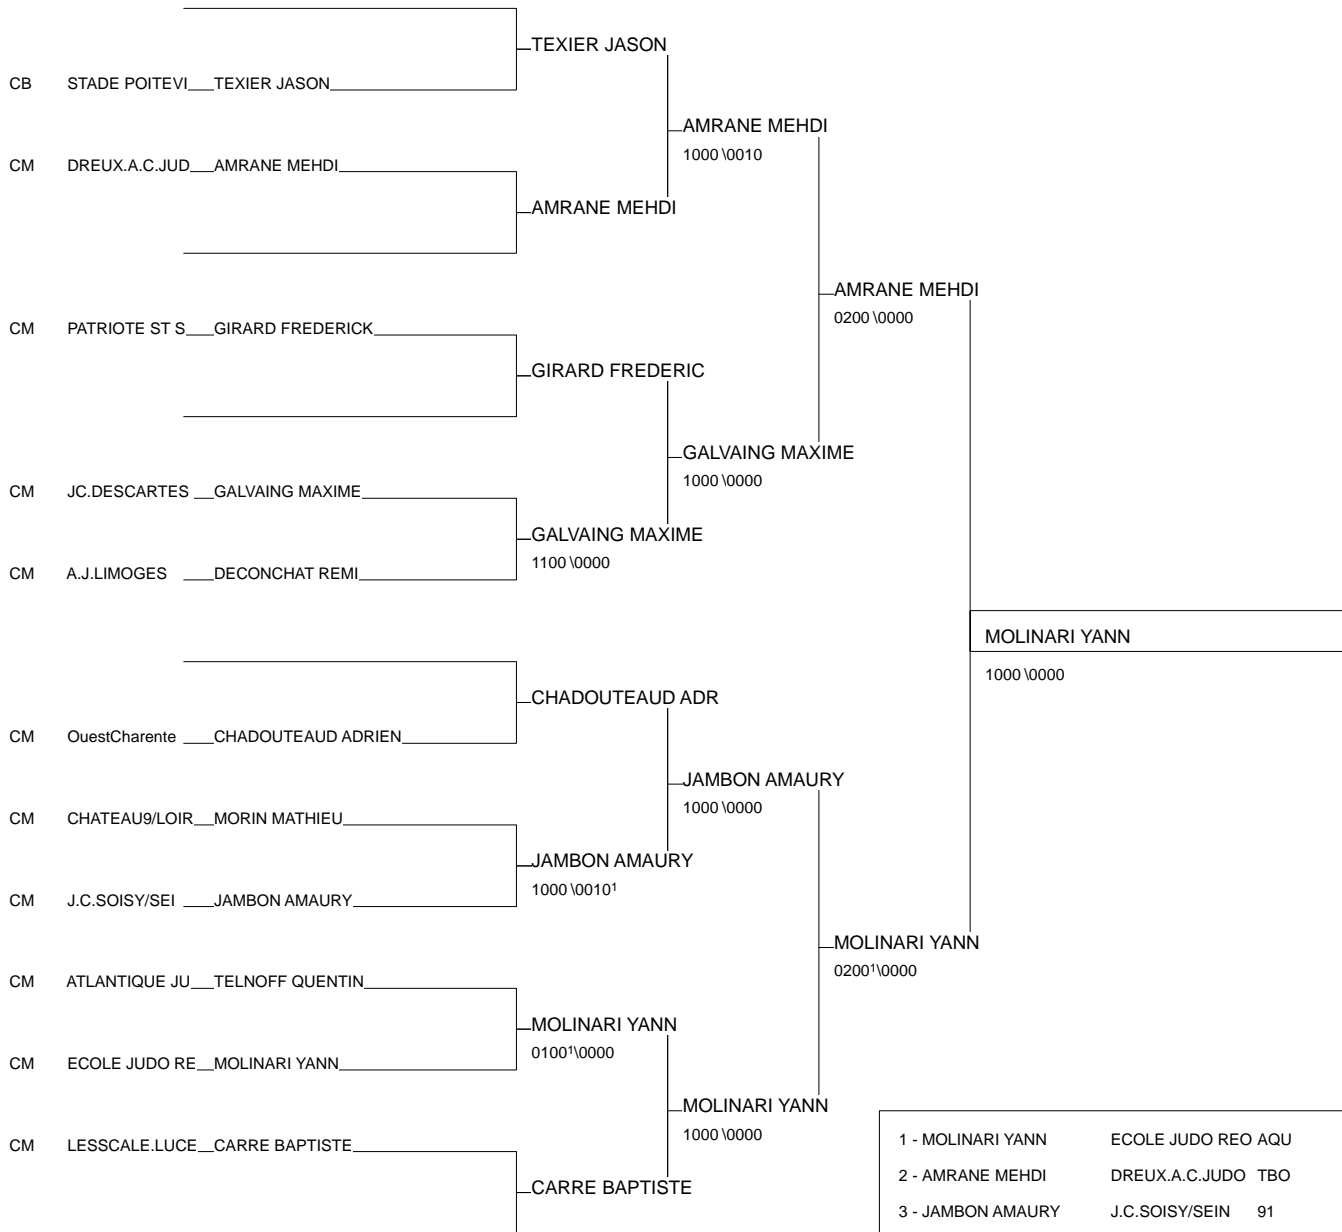 TEXIER JASON
CB STADE POITEVI TEXIER JASON
AMRANE MEHDI
1000 \0010
CM DREUX.A.C.JUD AMRANE MEHDI
AMRANE MEHDI
AMRANE MEHDI
0200 \0000
CM PATRIOTE ST S GIRARD FREDERICK
GIRARD FREDERIC
GALVAING MAXIME
1000 \0000
CM JC.DESCARTES GALVAING MAXIME
GALVAING MAXIME
1100 \0000
CM A.J.LIMOGES DECONCHAT REMI
MOLINARI YANN
1000 \0000
CHADOUTEAUD ADR
CM OuestCharente CHADOUTEAUD ADRIEN
JAMBON AMAURY
1000 \0000
CM CHATEAU9/LOIR MORIN MATHIEU
JAMBON AMAURY
1000 \0010¹
CM J.C.SOISY/SEI JAMBON AMAURY
MOLINARI YANN
0200¹\0000
CM ATLANTIQUE JU TELNOFF QUENTIN
MOLINARI YANN
0100¹\0000
CM ECOLE JUDO RE MOLINARI YANN
MOLINARI YANN
1000 \0000
CM LESSCALE.LUCE CARRE BAPTISTE
CARRE BAPTISTE
1 - MOLINARI YANN ECOLE JUDO REO AQU
2 - AMRANE MEHDI DREUX.A.C.JUDO TBO
3 - JAMBON AMAURY J.C.SOISY/SEIN 91